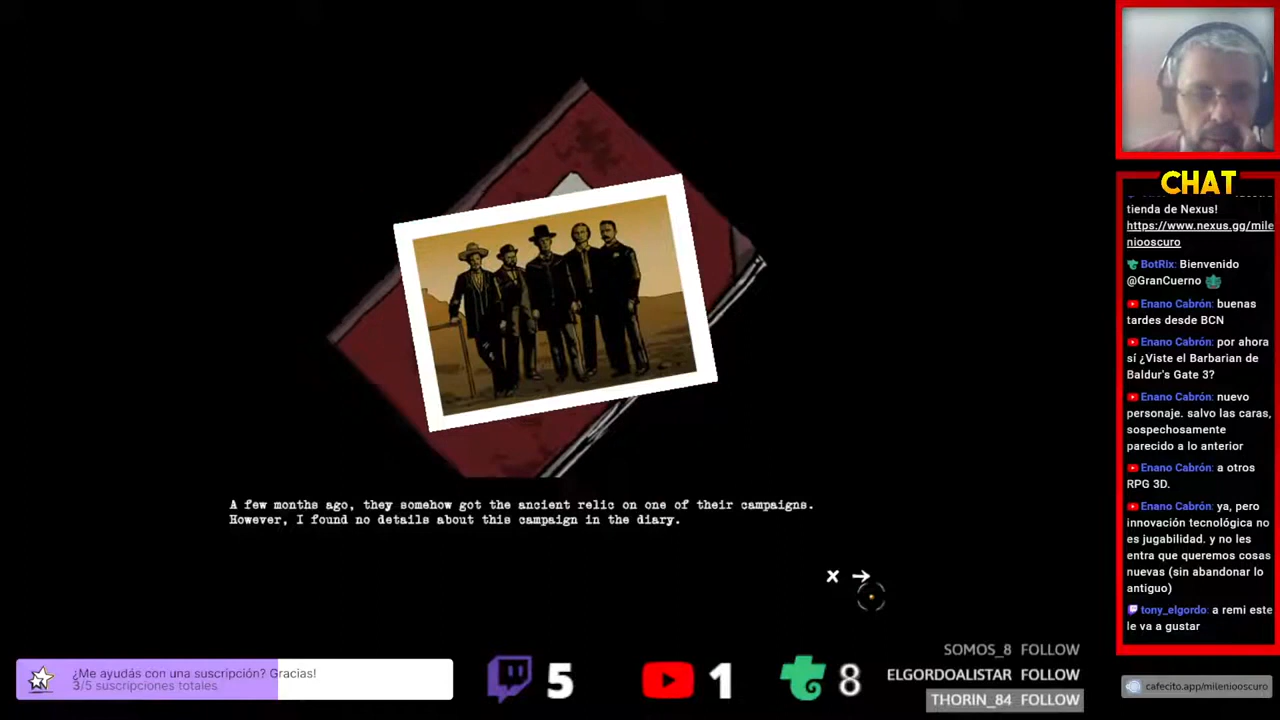 A few months ago, they somehow got the ancient relic on one of their campaigns.
However, I found no details about this campaign in the diary.
x →
CHAT
tienda de Nexus!
https://www.nexus.gg/mile
niooscuro
BotRix: Bienvenido
@GranCuerno
Enano Cabrón: buenas
tardes desde BCN
Enano Cabrón: por ahora
sí ¿Viste el Barbarian de
Baldur's Gate 3?
Enano Cabrón: nuevo
personaje. salvo las caras,
sospechosamente
parecido a lo anterior
Enano Cabrón: a otros
RPG 3D.
Enano Cabrón: ya, pero
innovación tecnológica no
es jugabilidad. y no les
entra que queremos cosas
nuevas (sin abandonar lo
antiguo)
tony_elgordo: a remi este
le va a gustar
¿Me ayudás con una suscripción? Gracias!
3/5 suscripciones totales
5
1
8
SOMOS_8 FOLLOW
ELGORDOALISTAR FOLLOW
THORIN_84 FOLLOW
cafecito.app/mileniooscuro